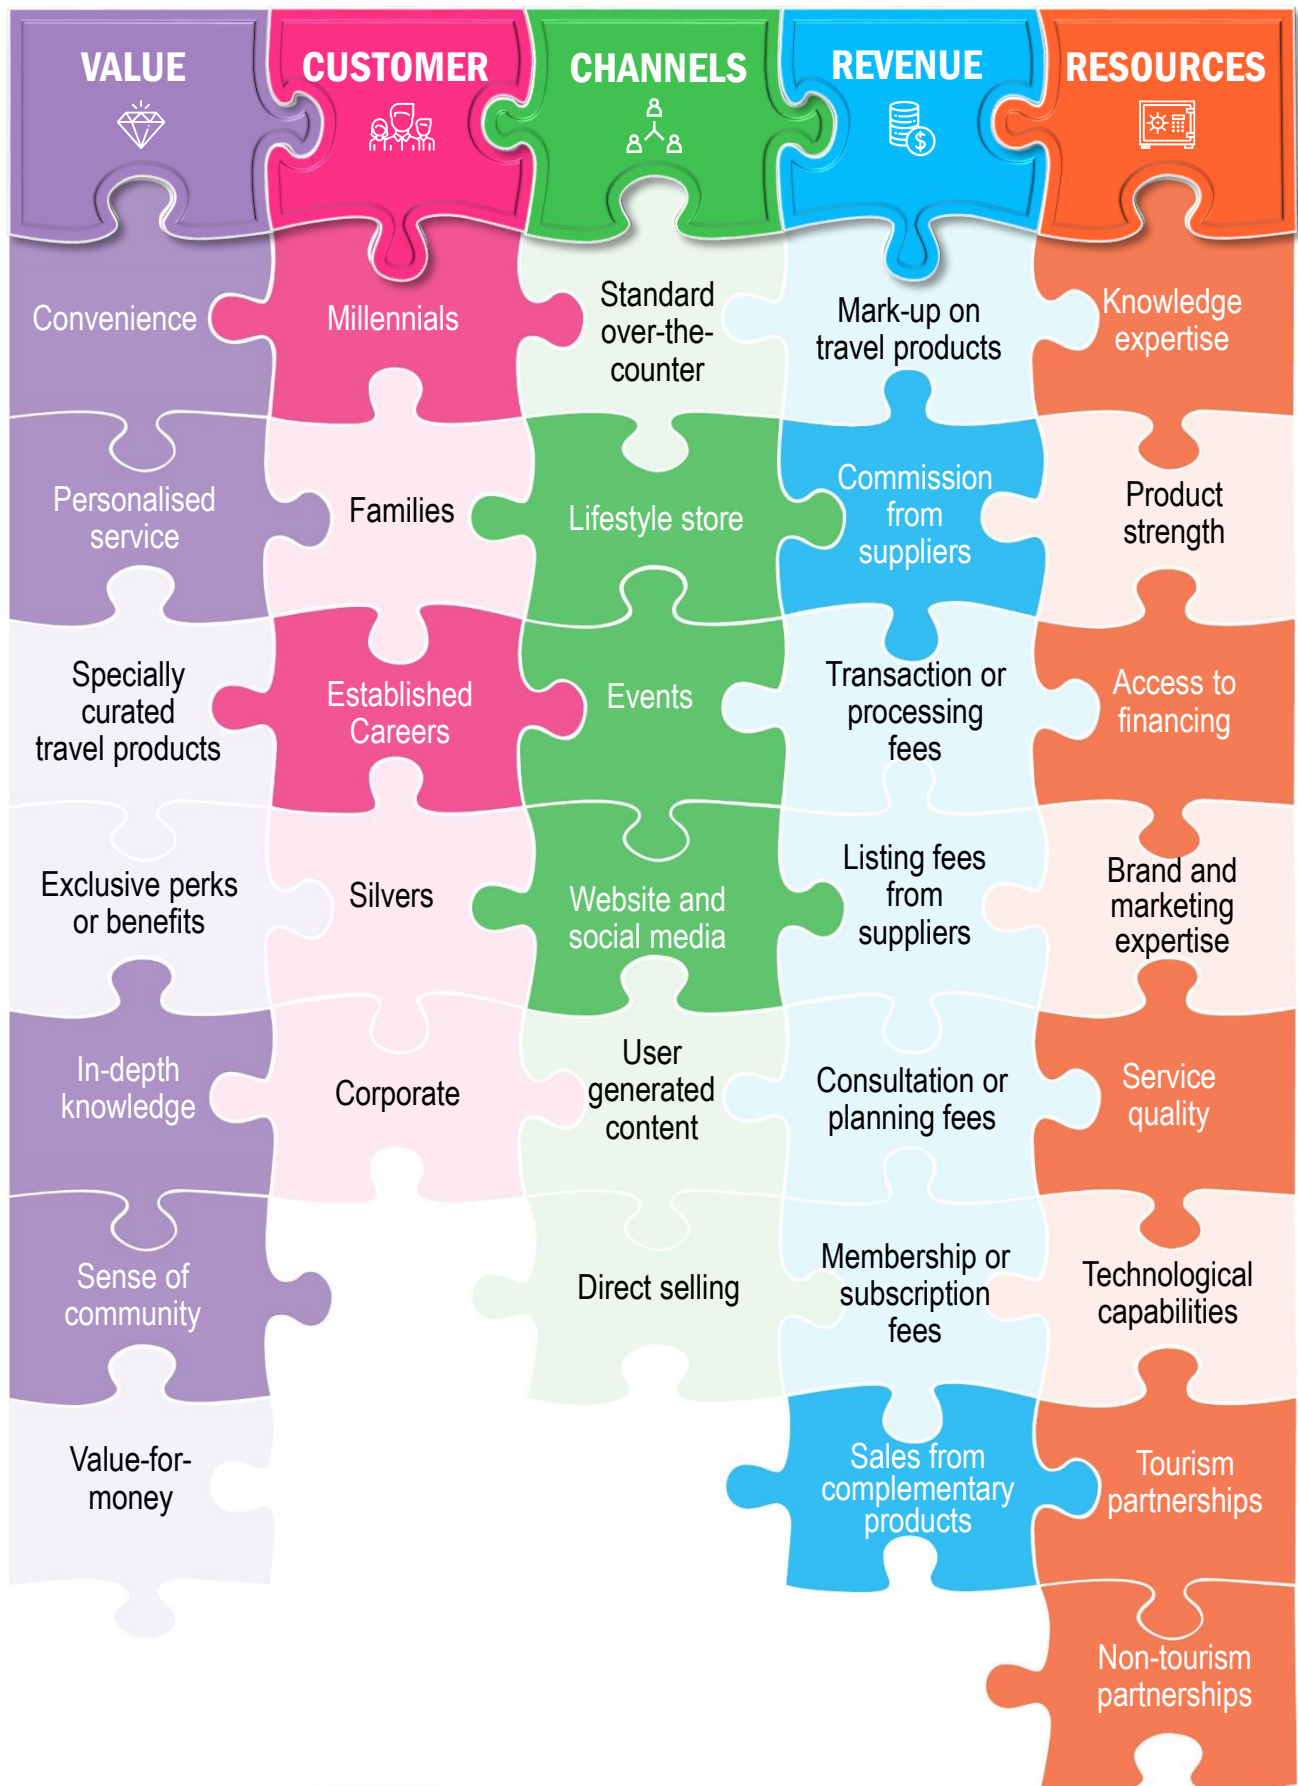 VALUE
CUSTOMER
CHANNELS
REVENUE
RESOURCES
Convenience
Personalised
service
Specially
curated
travel products
Exclusive perks
or benefits
In-depth
knowledge
Sense of
community
Value-for-
money
Millennials
Families
Established
Careers
Silvers
Corporate
Standard
over-the-
counter
Lifestyle store
Events
Website and
social media
User
generated
content
Direct selling
Mark-up on
travel products
Commission
from
suppliers
Transaction or
processing
fees
Listing fees
from
suppliers
Consultation or
planning fees
Membership or
subscription
fees
Sales from
complementary
products
Knowledge
expertise
Product
strength
Access to
financing
Brand and
marketing
expertise
Service
quality
Technological
capabilities
Tourism
partnerships
Non-tourism
partnerships